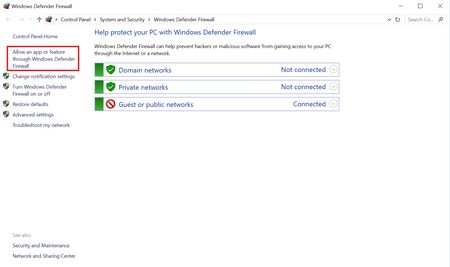 Windows Defender Firewall
Control Panel > System and Security > Windows Defender Firewall
Control Panel Home
Allow an app or feature
through Windows Defender
Firewall
Change notification settings
Turn Windows Defender
Firewall on or off
Restore defaults
Advanced settings
Troubleshoot my network
Help protect your PC with Windows Defender Firewall
Windows Defender Firewall can help prevent hackers or malicious software from gaining access to your PC
through the Internet or a network.
Domain networks Not connected
Private networks Not connected
Guest or public networks Connected
See also
Security and Maintenance
Network and Sharing Center